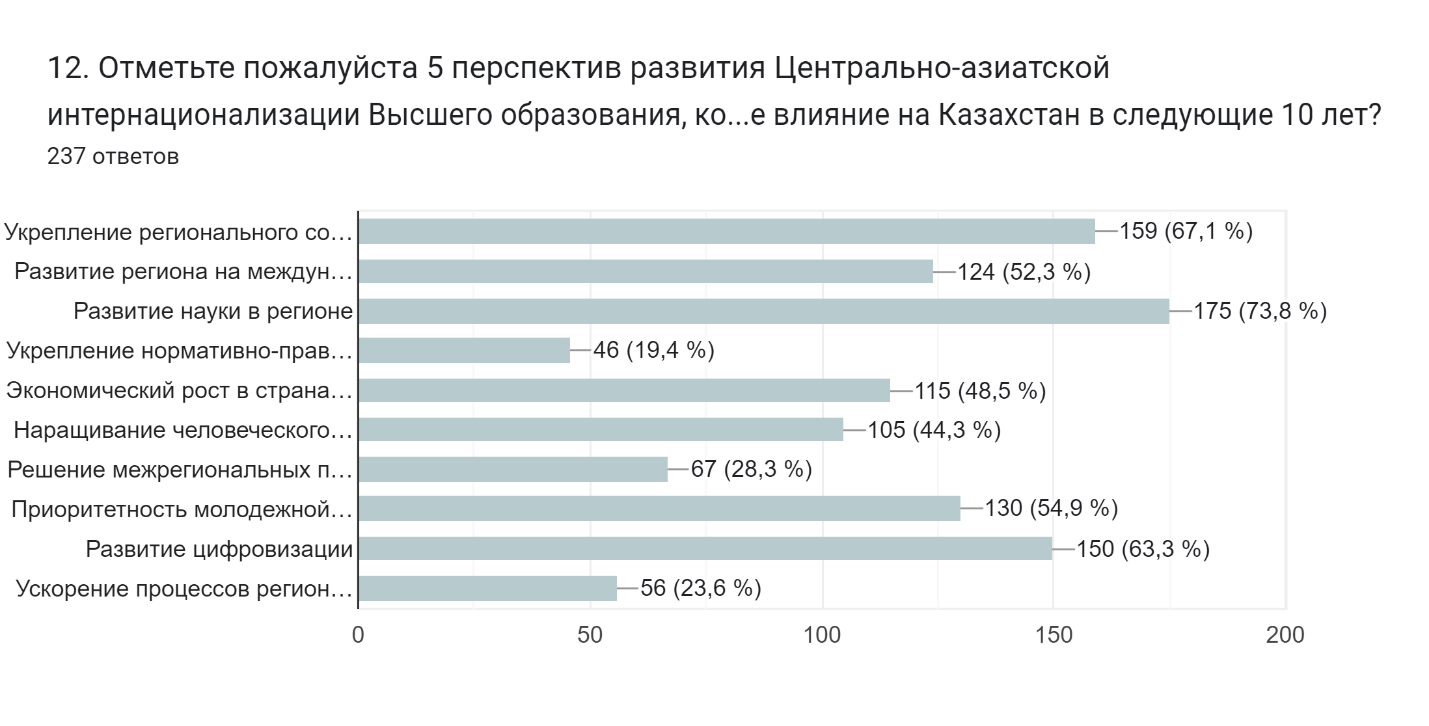 12. Отметьте пожалуйста 5 перспектив развития Центрально-азиатской
интернационализации Высшего образования, ко...е влияние на Казахстан в следующие 10 лет?
237 ответов
Укрепление регионального со… 159 (67,1 %)
Развитие региона на междун… 124 (52,3 %)
Развитие науки в регионе 175 (73,8 %)
Укрепление нормативно-прав… 46 (19,4 %)
Экономический рост в страна… 115 (48,5 %)
Наращивание человеческого… 105 (44,3 %)
Решение межрегиональных п… 67 (28,3 %)
Приоритетность молодежной… 130 (54,9 %)
Развитие цифровизации 150 (63,3 %)
Ускорение процессов регион… 56 (23,6 %)
0 50 100 150 200